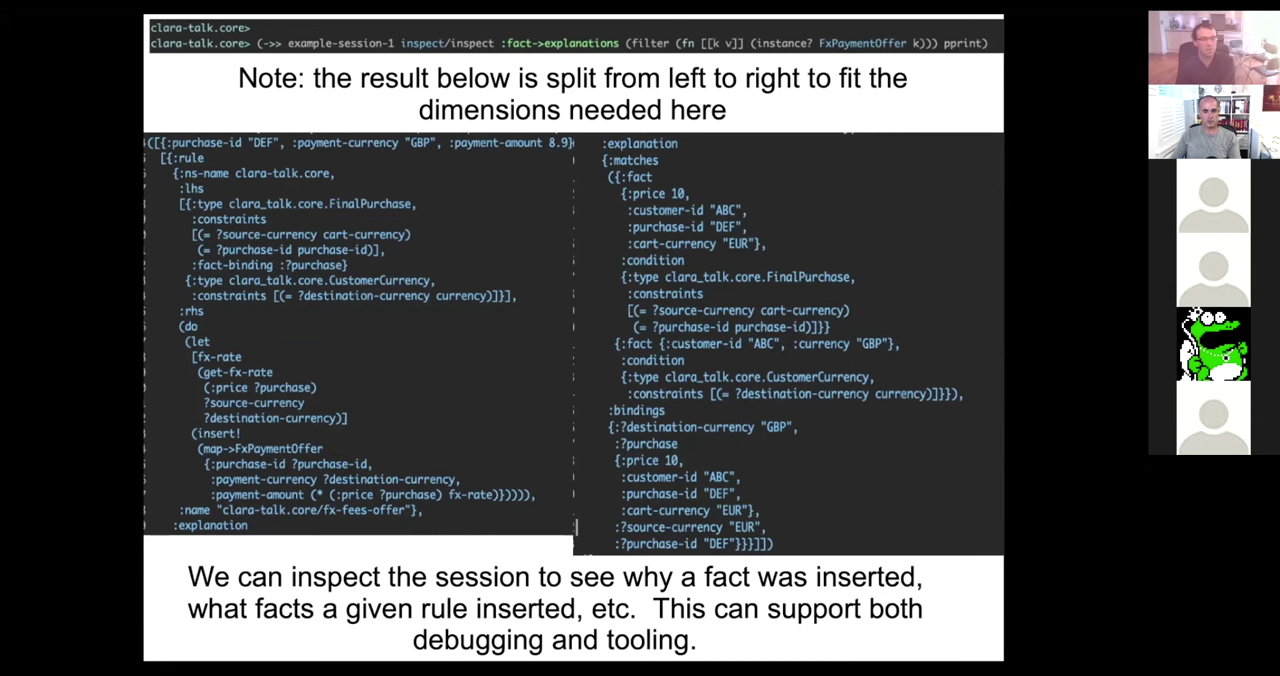 clara-talk.core>
clara-talk.core> (->> example-session-1 inspect/inspect :fact->explanations (filter (fn [[k v]] (instance? FxPaymentOffer k))) pprint)
Note: the result below is split from left to right to fit the
dimensions needed here
([{:purchase-id "DEF", :payment-currency "GBP", :payment-amount 8.9}
[{:rule
{:ns-name clara-talk.core,
:lhs
[{:type clara_talk.core.FinalPurchase,
:constraints
[(= ?source-currency cart-currency)
(= ?purchase-id purchase-id)],
:fact-binding :?purchase}
{:type clara_talk.core.CustomerCurrency,
:constraints [(= ?destination-currency currency)]}],
:rhs
(do
(let
[fx-rate
(get-fx-rate
(:price ?purchase)
?source-currency
?destination-currency)]
(insert!
(map->FxPaymentOffer
{:purchase-id ?purchase-id,
:payment-currency ?destination-currency,
:payment-amount (* (:price ?purchase) fx-rate)})))),
:name "clara-talk.core/fx-fees-offer"},
:explanation
:explanation
{:matches
({:fact
{:price 10,
:customer-id "ABC",
:purchase-id "DEF",
:cart-currency "EUR"},
:condition
{:type clara_talk.core.FinalPurchase,
:constraints
[(= ?source-currency cart-currency)
(= ?purchase-id purchase-id)]}}
{:fact {:customer-id "ABC", :currency "GBP"},
:condition
{:type clara_talk.core.CustomerCurrency,
:constraints [(= ?destination-currency currency)]}}),
:bindings
{:?destination-currency "GBP",
:?purchase
{:price 10,
:customer-id "ABC",
:purchase-id "DEF",
:cart-currency "EUR"},
:?source-currency "EUR",
:?purchase-id "DEF"}}}]])
We can inspect the session to see why a fact was inserted,
what facts a given rule inserted, etc. This can support both
debugging and tooling.